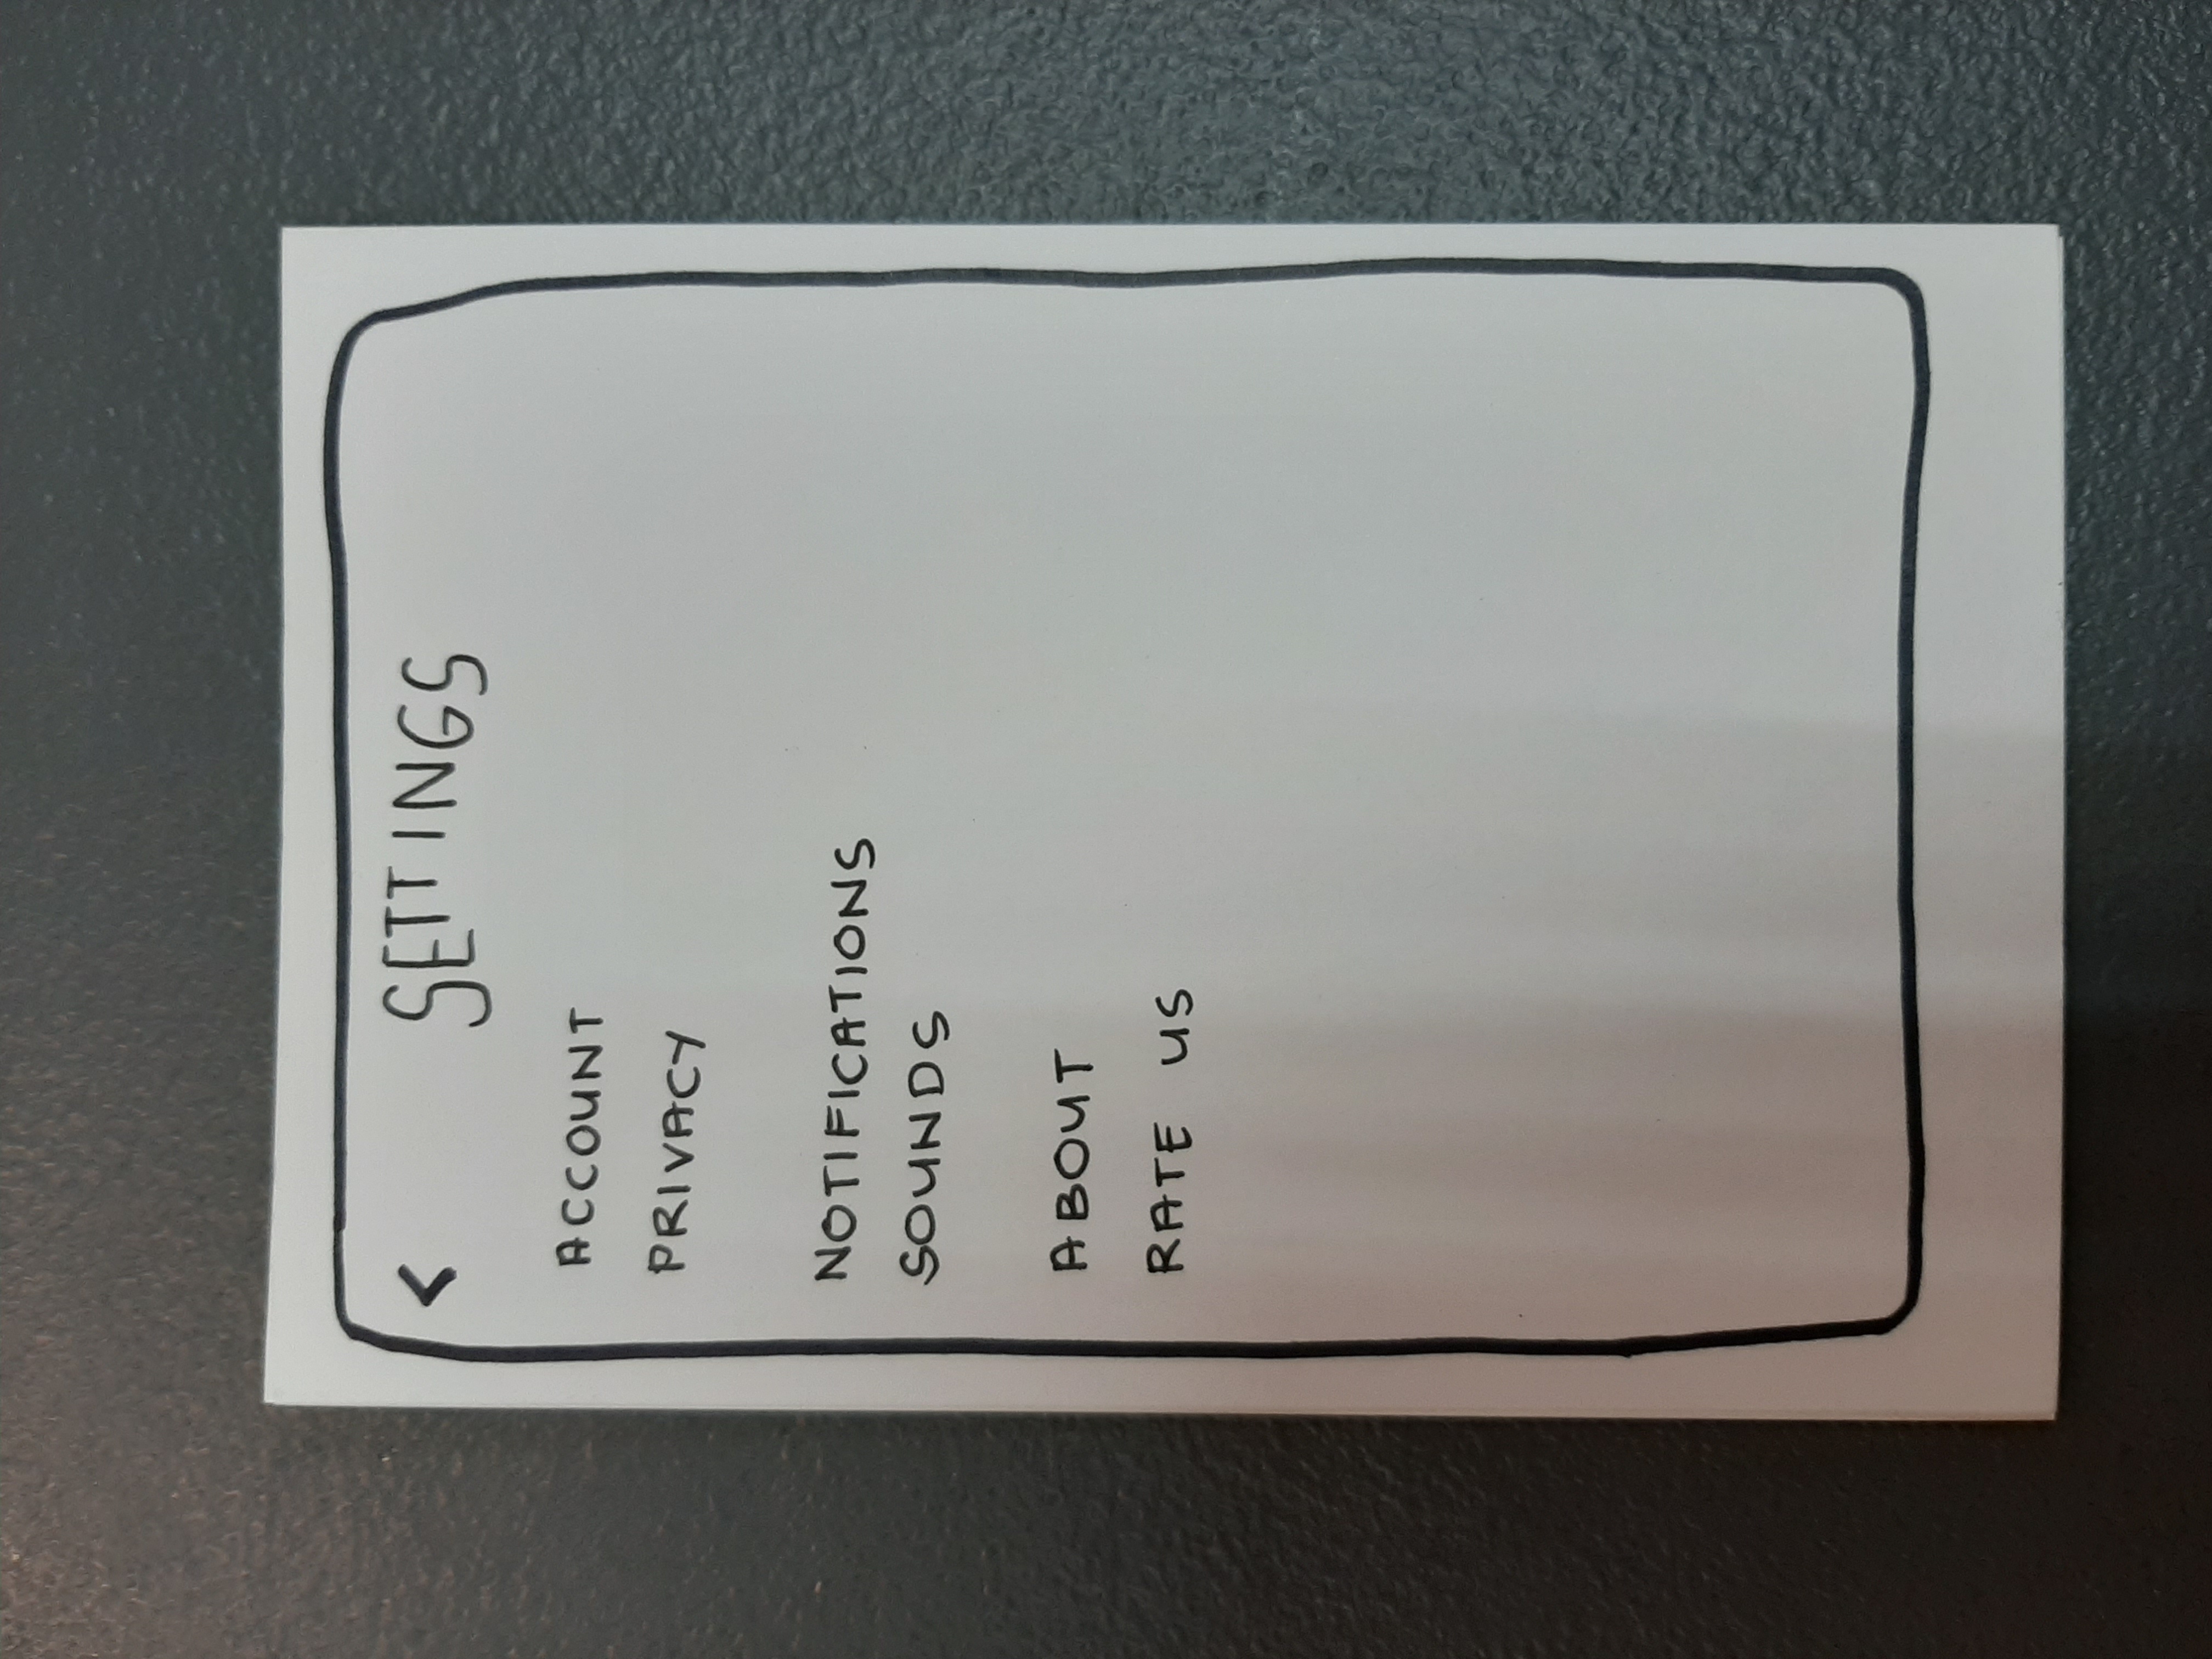 <
SETTINGS
ACCOUNT
PRIVACY
NOTIFICATIONS
SOUNDS
ABOUT
RATE US